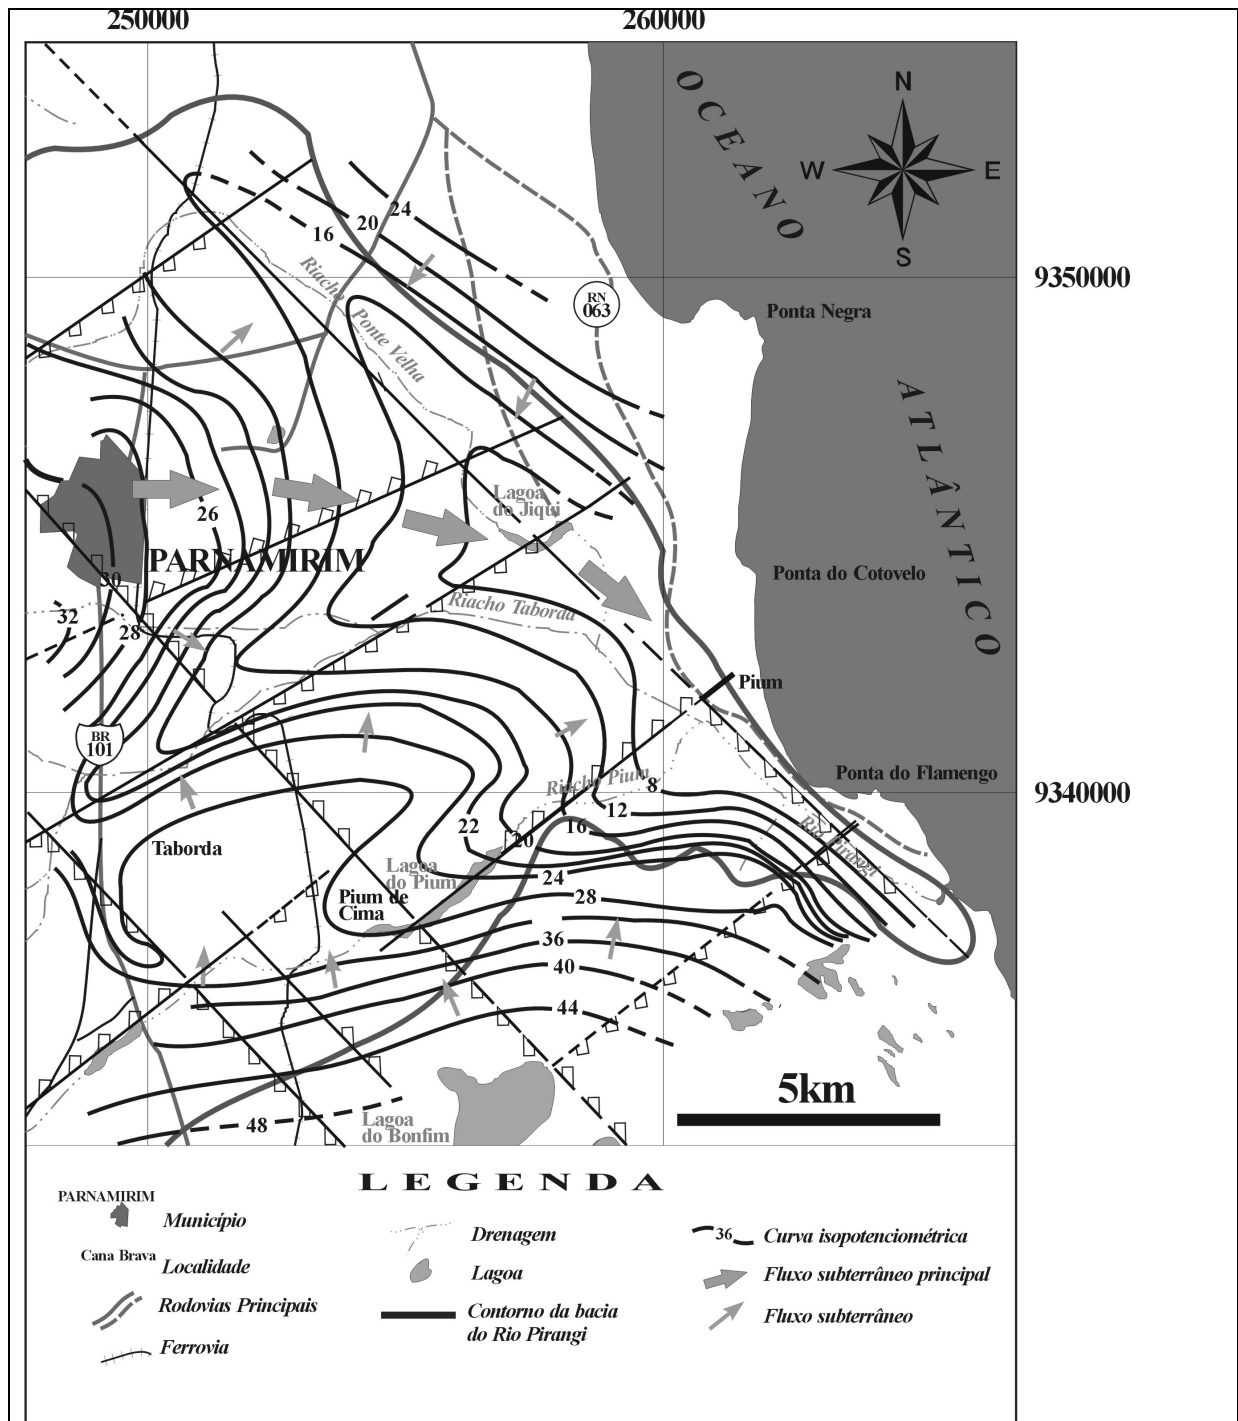 250000
260000
OCEANO
N
W
E
S
24
20
16
9350000
RN
063
Ponta Negra
Riacho
Ponte Velha
ATLÂNTICO
Lagoa
do Jiqui
26
PARNAMIRIM
Ponta do Cotovelo
30
Riacho Taborda
32
28
Pium
BR
101
Ponta do Flamengo
Riacho Pium
8
9340000
12
22
20
16
Rio Pirangi
Taborda
Lagoa
do Pium
24
Pium de
Cima
28
36
40
44
5km
48
Lagoa
do Bonfim
LEGENDA
PARNAMIRIM
Município
Cana Brava
Localidade
Rodovias Principais
Ferrovia
Drenagem
Lagoa
Contorno da bacia
do Rio Pirangi
36
Curva isopotenciométrica
Fluxo subterrâneo principal
Fluxo subterrâneo